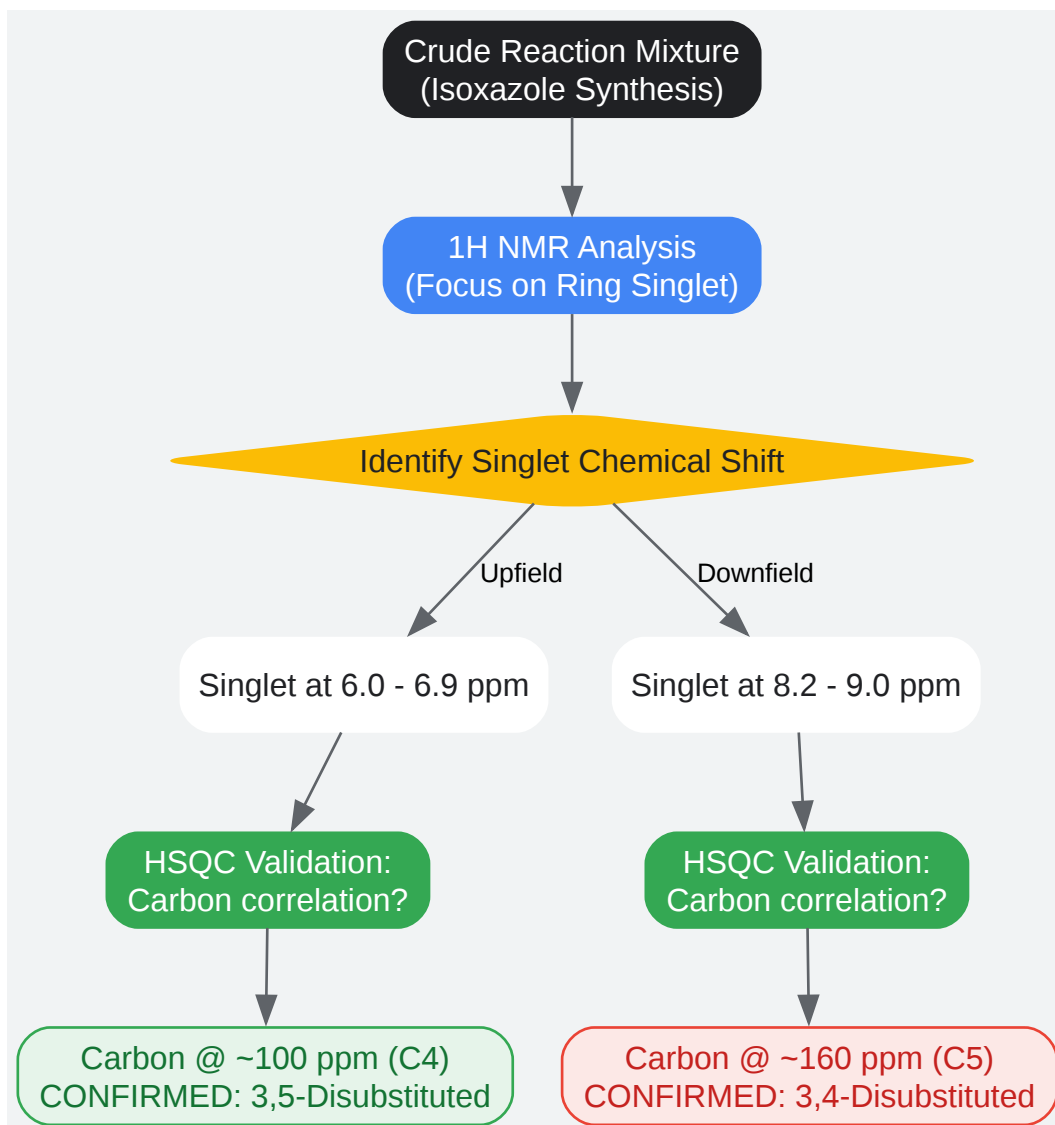 Crude Reaction Mixture
(Isoxazole Synthesis)
1H NMR Analysis
(Focus on Ring Singlet)
Identify Singlet Chemical Shift
Upfield
Downfield
Singlet at 6.0 - 6.9 ppm
Singlet at 8.2 - 9.0 ppm
HSQC Validation:
Carbon correlation?
HSQC Validation:
Carbon correlation?
Carbon @ ~100 ppm (C4)
CONFIRMED: 3,5-Disubstituted
Carbon @ ~160 ppm (C5)
CONFIRMED: 3,4-Disubstituted